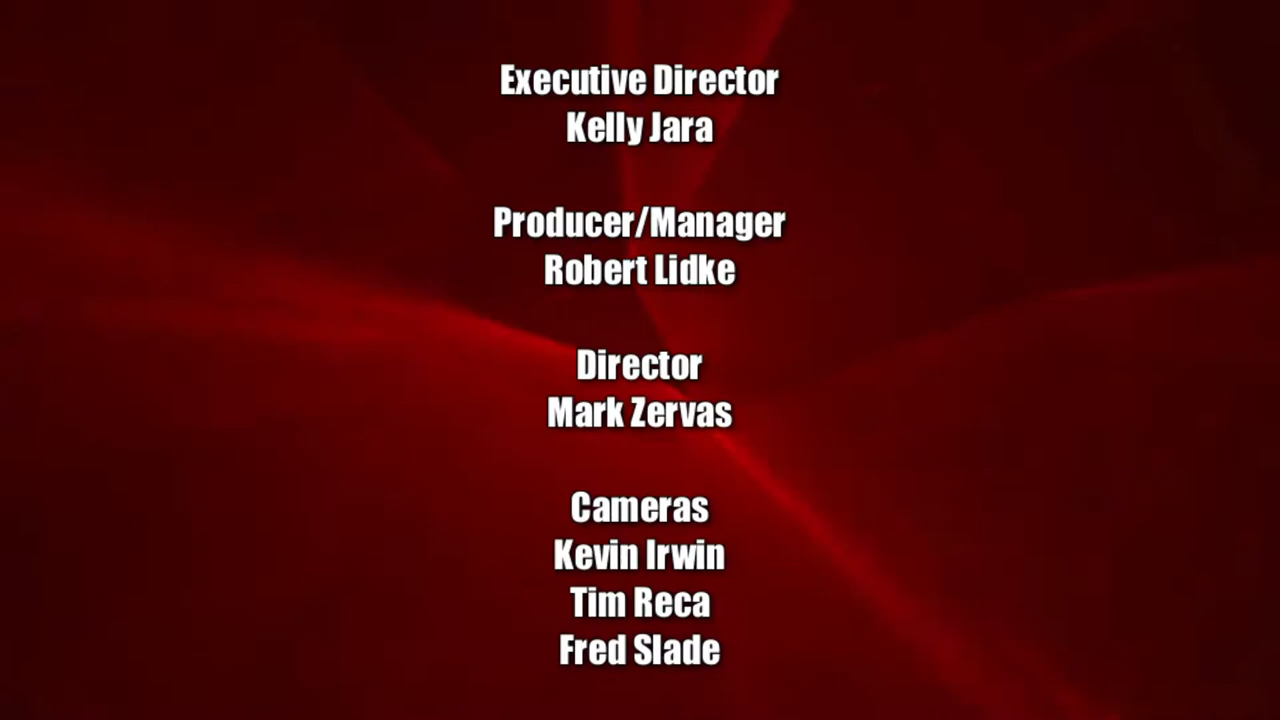 Executive Director
Kelly Jara
Producer/Manager
Robert Lidke
Director
Mark Zervas
Cameras
Kevin Irwin
Tim Reca
Fred Slade